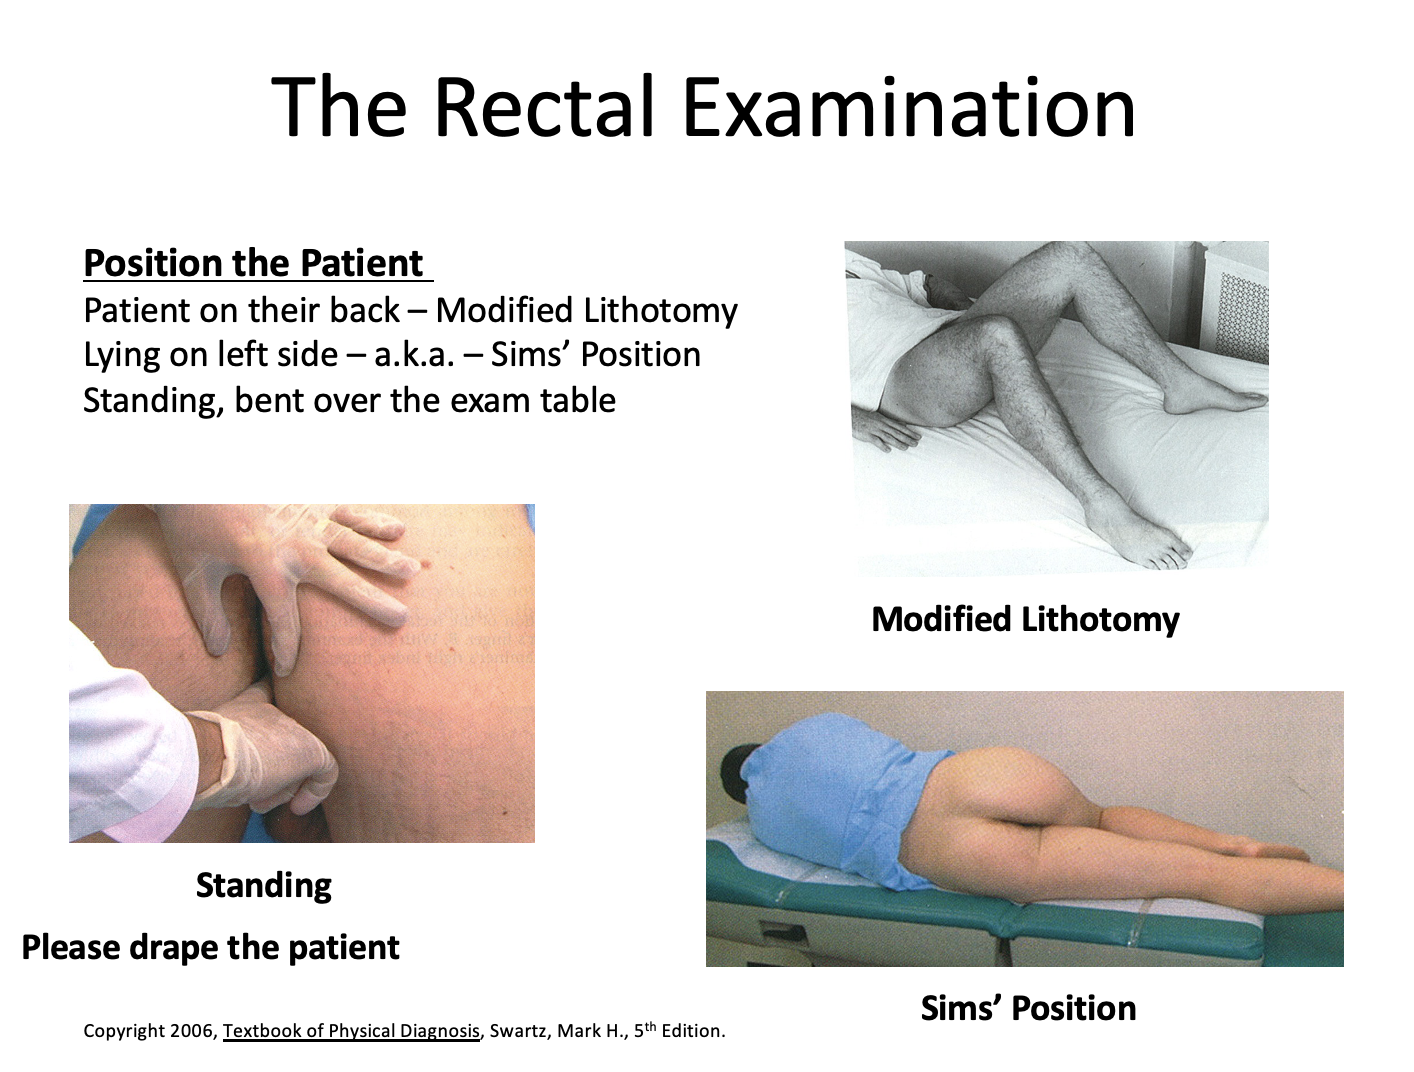 The Rectal Examination
Position the Patient
Patient on their back – Modified Lithotomy
Lying on left side – a.k.a. – Sims’ Position
Standing, bent over the exam table
Modified Lithotomy
Standing
Please drape the patient
Sims’ Position
Copyright 2006, Textbook of Physical Diagnosis, Swartz, Mark H., 5th Edition.